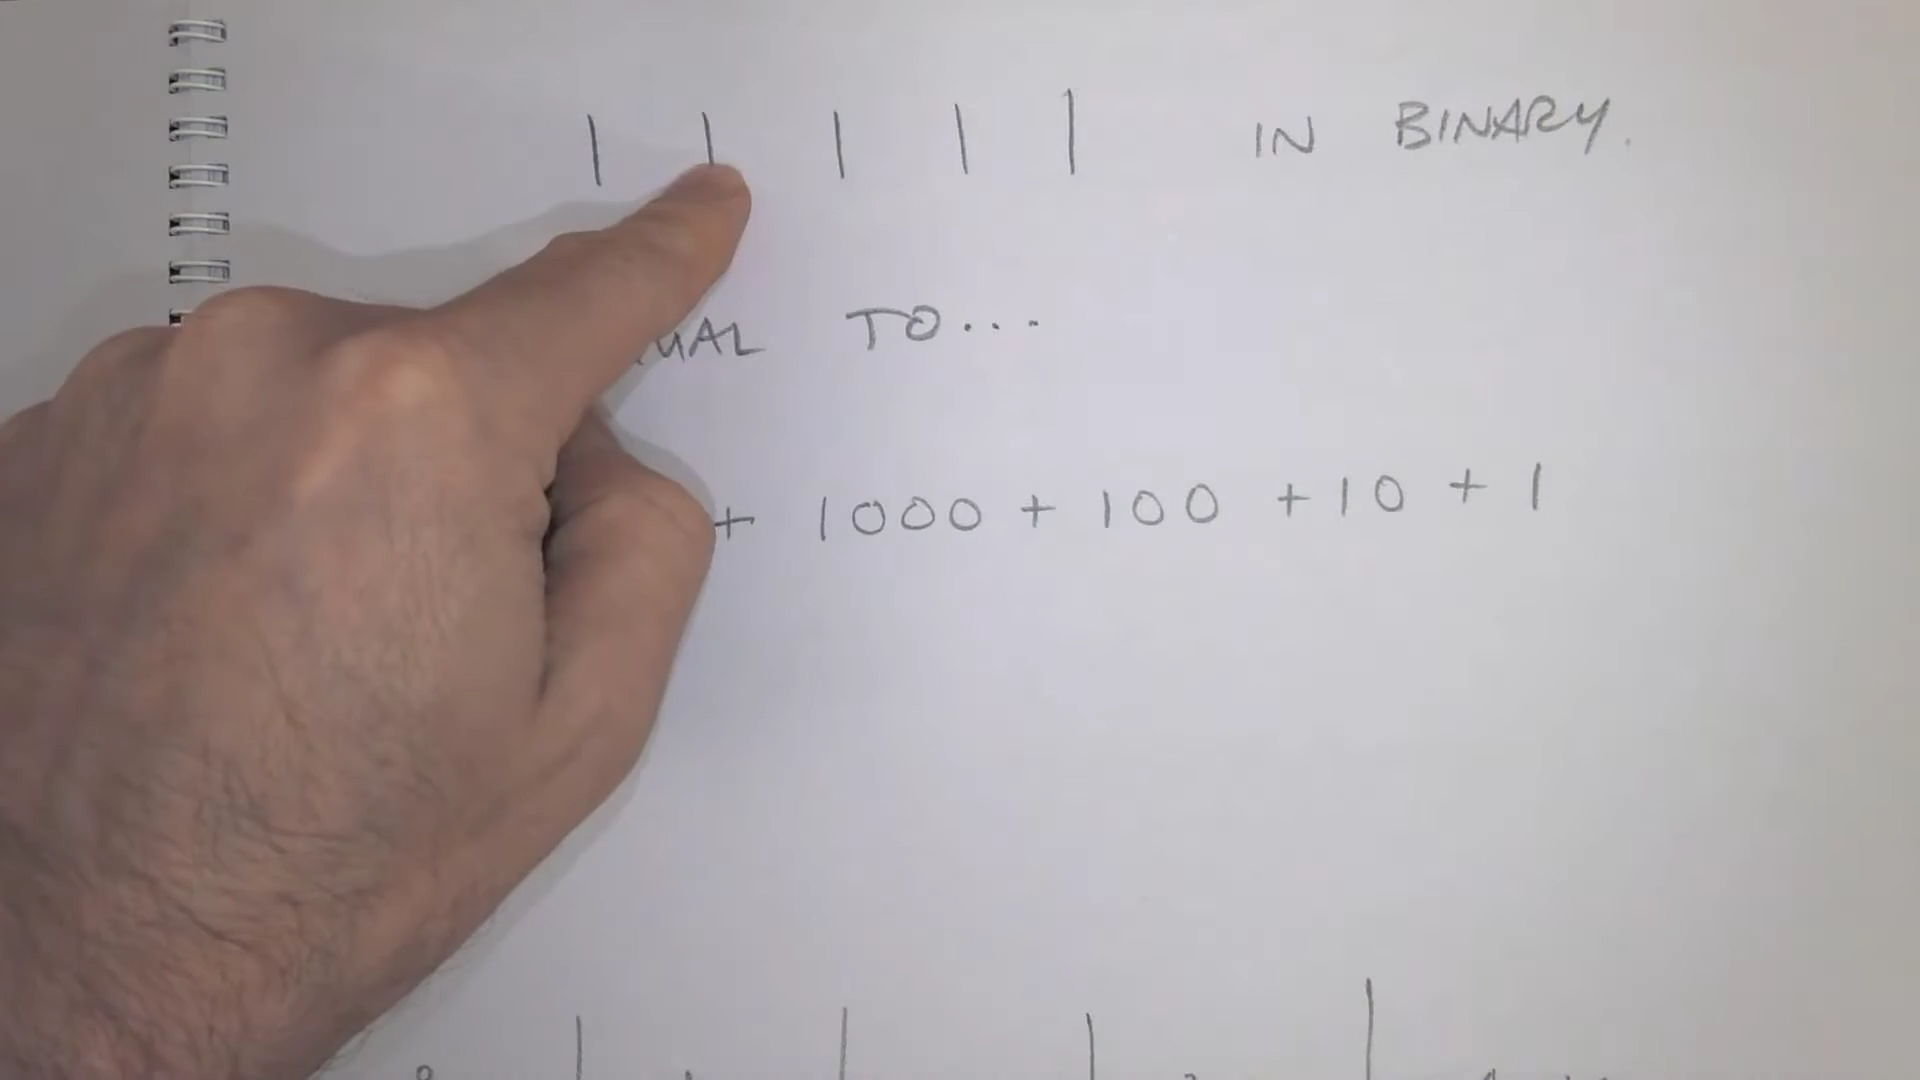 1 1 1 1 1 IN BINARY.
UAL TO...
+ 1000 + 100 + 10 + 1